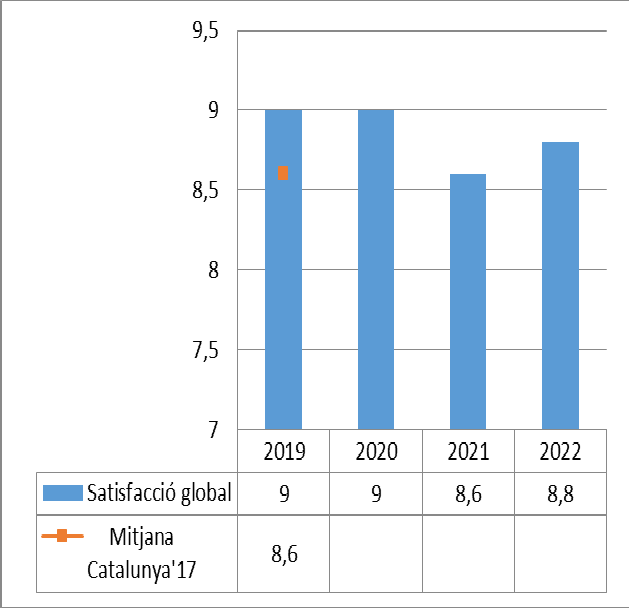 9,5
9
8,5
8
7,5
7
2019 2020 2021 2022
Satisfacció global 9 9 8,6 8,8
Mitjana
Catalunya'17 8,6